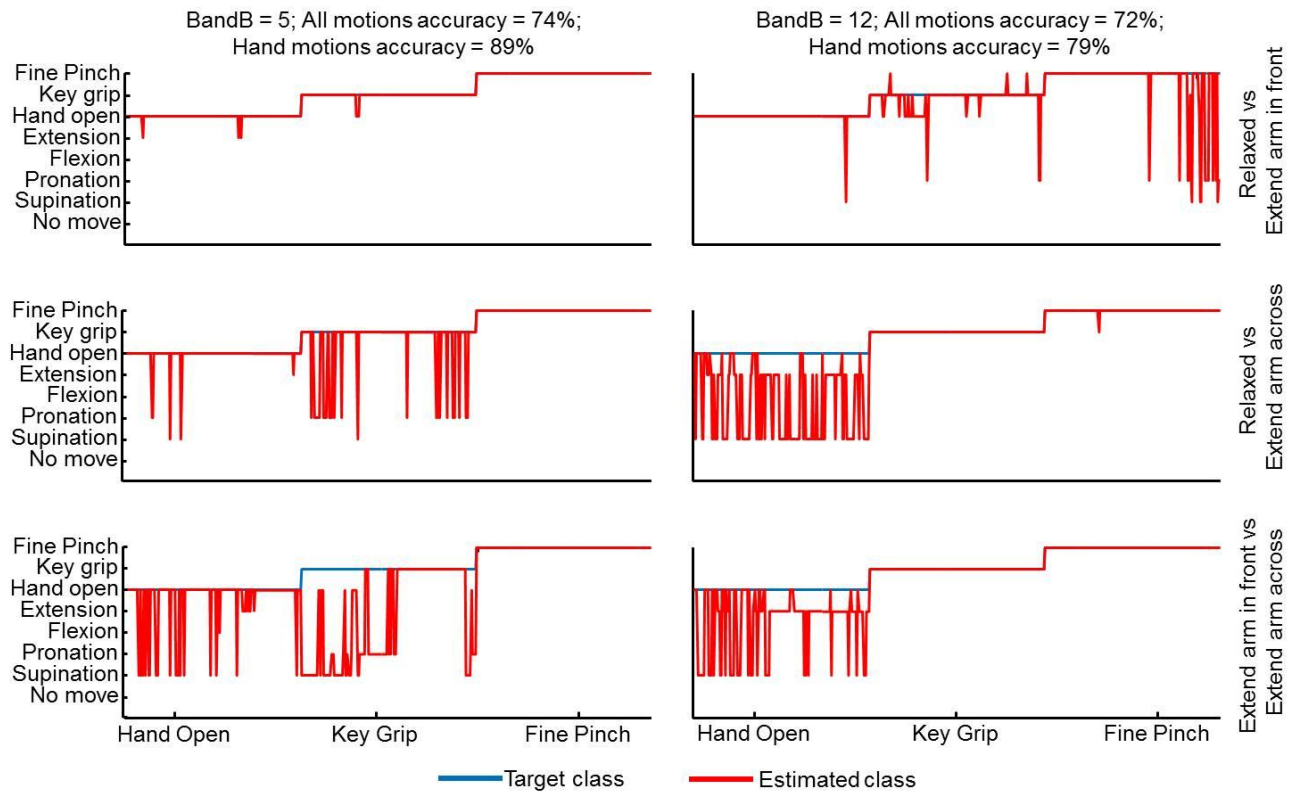 BandB = 5; All motions accuracy = 74%;
Hand motions accuracy = 89%
BandB = 12; All motions accuracy = 72%;
Hand motions accuracy = 79%
Fine Pinch
Key grip
Hand open
Extension
Flexion
Pronation
Supination
No move
Relaxed vs
Extend arm in front
Fine Pinch
Key grip
Hand open
Extension
Flexion
Pronation
Supination
No move
Relaxed vs
Extend arm across
Fine Pinch
Key grip
Hand open
Extension
Flexion
Pronation
Supination
No move
Extend arm in front vs
Extend arm across
Hand Open
Key Grip
Fine Pinch
Hand Open
Key Grip
Fine Pinch
Target class
Estimated class